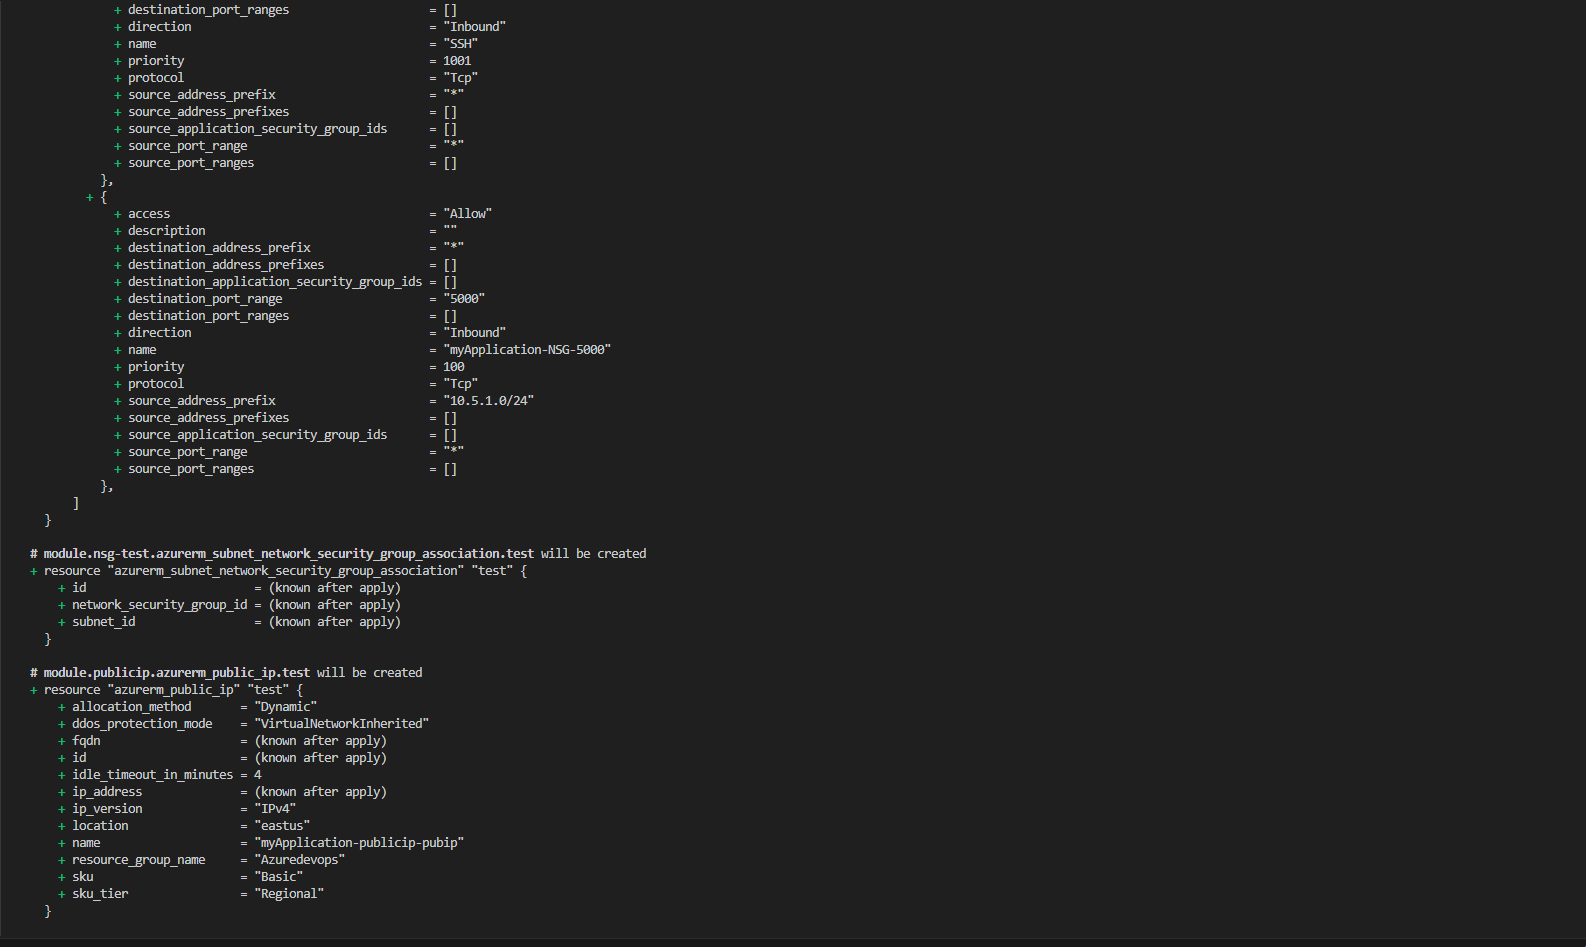 + destination_port_ranges = []
+ direction = "Inbound"
+ name = "SSH"
+ priority = 1001
+ protocol = "Tcp"
+ source_address_prefix = "*"
+ source_address_prefixes = []
+ source_application_security_group_ids = []
+ source_port_range = "*"
+ source_port_ranges = []
},
+ {
+ access = "Allow"
+ description = ""
+ destination_address_prefix = "*"
+ destination_address_prefixes = []
+ destination_application_security_group_ids = []
+ destination_port_range = "5000"
+ destination_port_ranges = []
+ direction = "Inbound"
+ name = "myApplication-NSG-5000"
+ priority = 100
+ protocol = "Tcp"
+ source_address_prefix = "10.5.1.0/24"
+ source_address_prefixes = []
+ source_application_security_group_ids = []
+ source_port_range = "*"
+ source_port_ranges = []
},
]
}
# module.nsg-test.azurerm_subnet_network_security_group_association.test will be created
+ resource "azurerm_subnet_network_security_group_association" "test" {
+ id = (known after apply)
+ network_security_group_id = (known after apply)
+ subnet_id = (known after apply)
}
# module.publicip.azurerm_public_ip.test will be created
+ resource "azurerm_public_ip" "test" {
+ allocation_method = "Dynamic"
+ ddos_protection_mode = "VirtualNetworkInherited"
+ fqdn = (known after apply)
+ id = (known after apply)
+ idle_timeout_in_minutes = 4
+ ip_address = (known after apply)
+ ip_version = "IPv4"
+ location = "eastus"
+ name = "myApplication-publicip-pubip"
+ resource_group_name = "Azuredevops"
+ sku = "Basic"
+ sku_tier = "Regional"
}